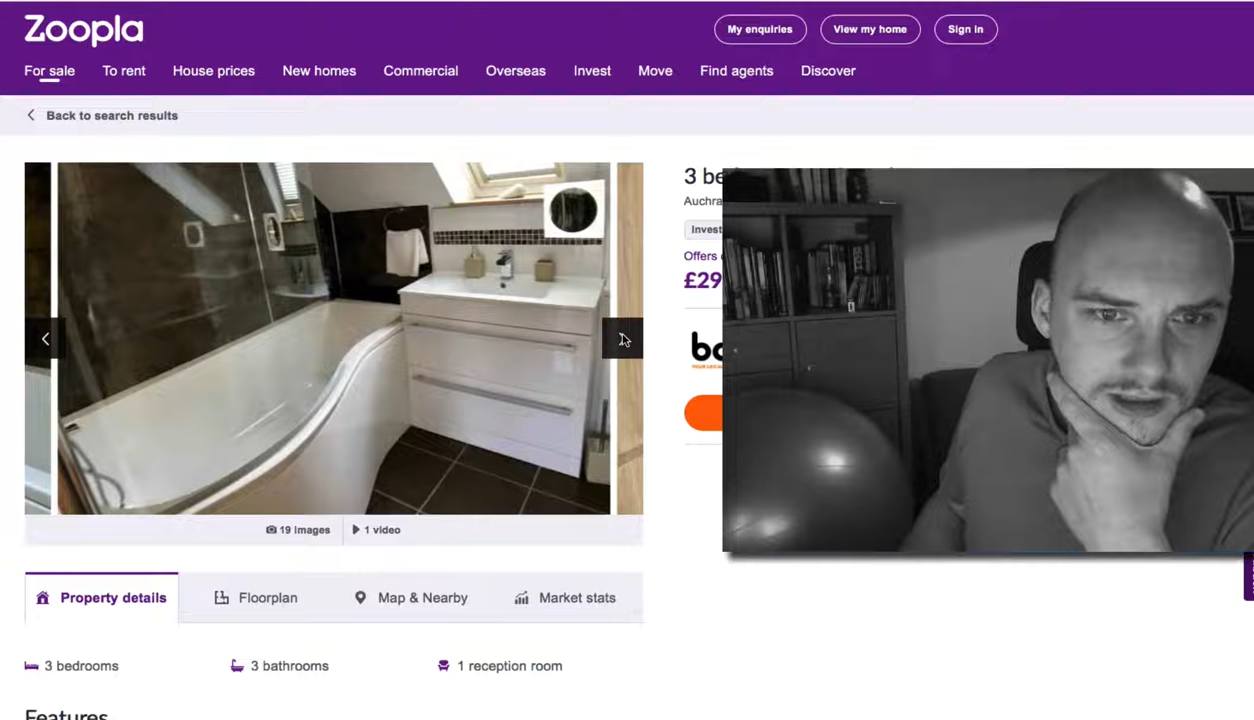 Zoopla
My enquiries
View my home
Sign in
For sale
To rent
House prices
New homes
Commercial
Overseas
Invest
Move
Find agents
Discover
Back to search results
3 be
Auchra
Invest
Offers
£29
19 images
1 video
Property details
Floorplan
Map & Nearby
Market stats
3 bedrooms
3 bathrooms
1 reception room
Features